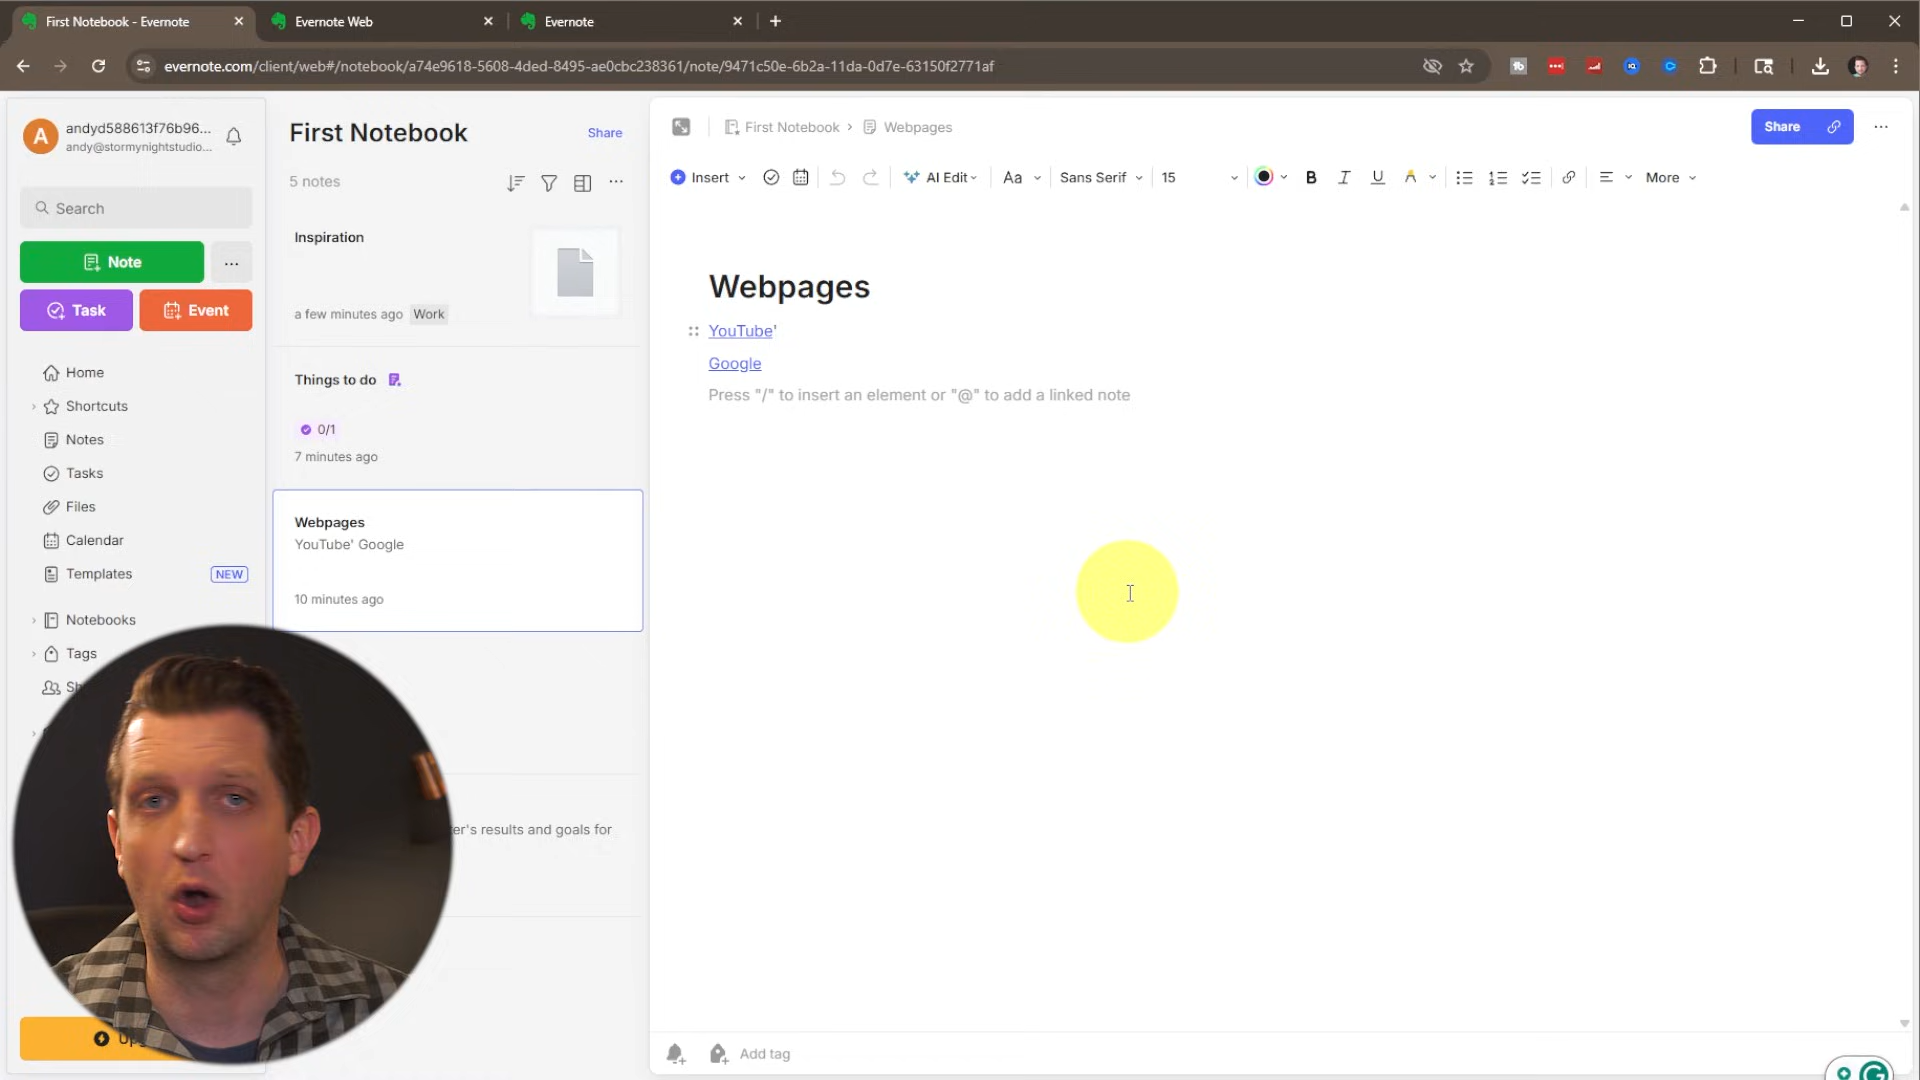 First Notebook - Evernote
Evernote Web
Evernote
evernote.com/client/web#/notebook/a74e9618-5608-4ded-8495-ae0cbc238361/note/9471c50e-6b2a-11da-0d7e-63150f2771af
A
andyd588613f76b96...
andy@stormynightstudio...
Search
Note
Task
Event
Home
Shortcuts
Notes
Tasks
Files
Calendar
Templates
NEW
Notebooks
Tags
First Notebook
Share
5 notes
Inspiration
a few minutes ago
Work
Things to do
0/1
7 minutes ago
Webpages
YouTube' Google
10 minutes ago
er's results and goals for
First Notebook
Webpages
Share
Insert
AI Edit
Aa
Sans Serif
15
B
I
U
More
Webpages
YouTube'
Google
Press "/" to insert an element or "@" to add a linked note
Add tag